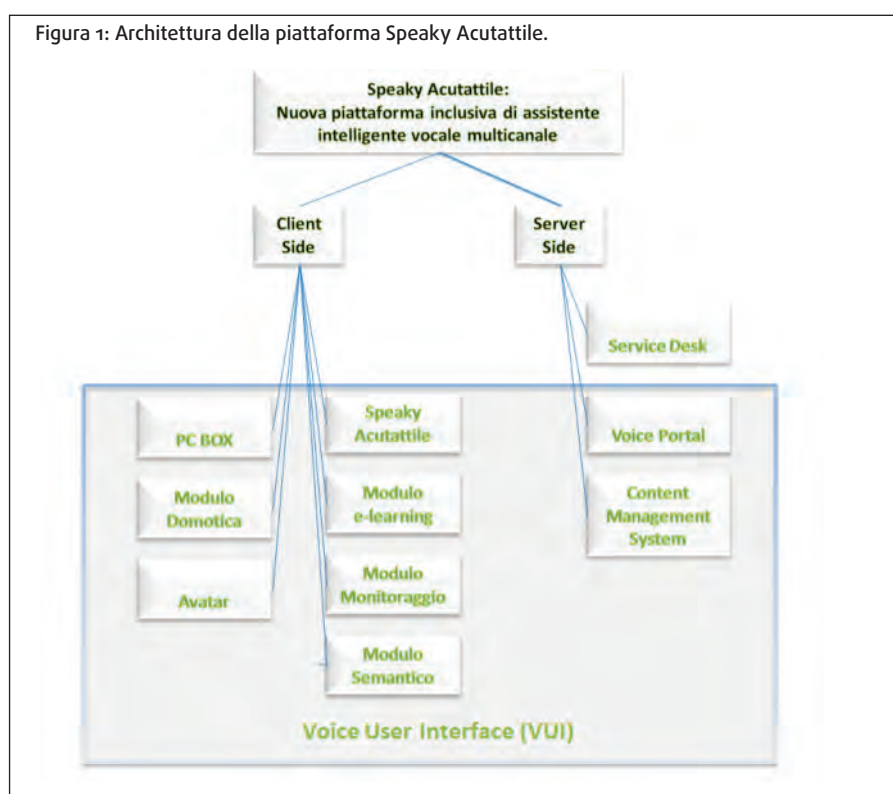 Figura 1: Architettura della piattaforma Speaky Acutattile.
Speaky Acutattile:
Nuova piattaforma inclusiva di assistente
intelligente vocale multicanale
Client
Side
Server
Side
Service Desk
PC BOX
Speaky
Acutattile
Voice Portal
Modulo
Domotica
Modulo
e-learning
Content
Management
System
Avatar
Modulo
Monitoraggio
Modulo
Semantico
Voice User Interface (VUI)